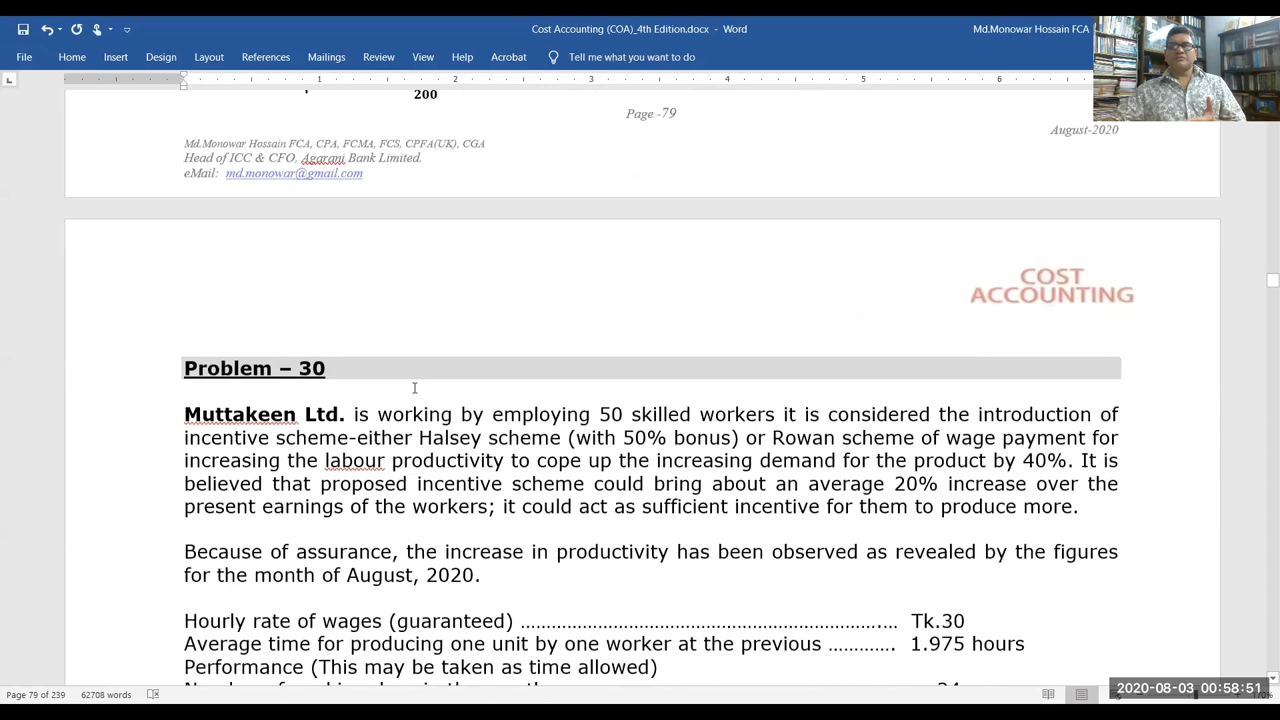 Cost Accounting (COA)_4th Edition.docx - Word
Md.Monowar Hossain FCA
File Home Insert Draw Design Layout References Mailings Review View Help Acrobat Tell me what you want to do
1 2 3 4 5 6
200
Page -79
August-2020
Md.Monowar Hossain FCA, CPA, FCMA, FCS, CPFA(UK), CGA
Head of ICC & CFO, Agarani Bank Limited.
eMail: md.monowar@gmail.com
COST
ACCOUNTING
Problem – 30
Muttakeen Ltd. is working by employing 50 skilled workers it is considered the introduction of
incentive scheme-either Halsey scheme (with 50% bonus) or Rowan scheme of wage payment for
increasing the labour productivity to cope up the increasing demand for the product by 40%. It is
believed that proposed incentive scheme could bring about an average 20% increase over the
present earnings of the workers; it could act as sufficient incentive for them to produce more.
Because of assurance, the increase in productivity has been observed as revealed by the figures
for the month of August, 2020.
Hourly rate of wages (guaranteed) ……………………………………………………………..…. Tk.30
Average time for producing one unit by one worker at the previous …………. 1.975 hours
Performance (This may be taken as time allowed)
Page 79 of 239 62708 words
2020-08-03 00:58:51